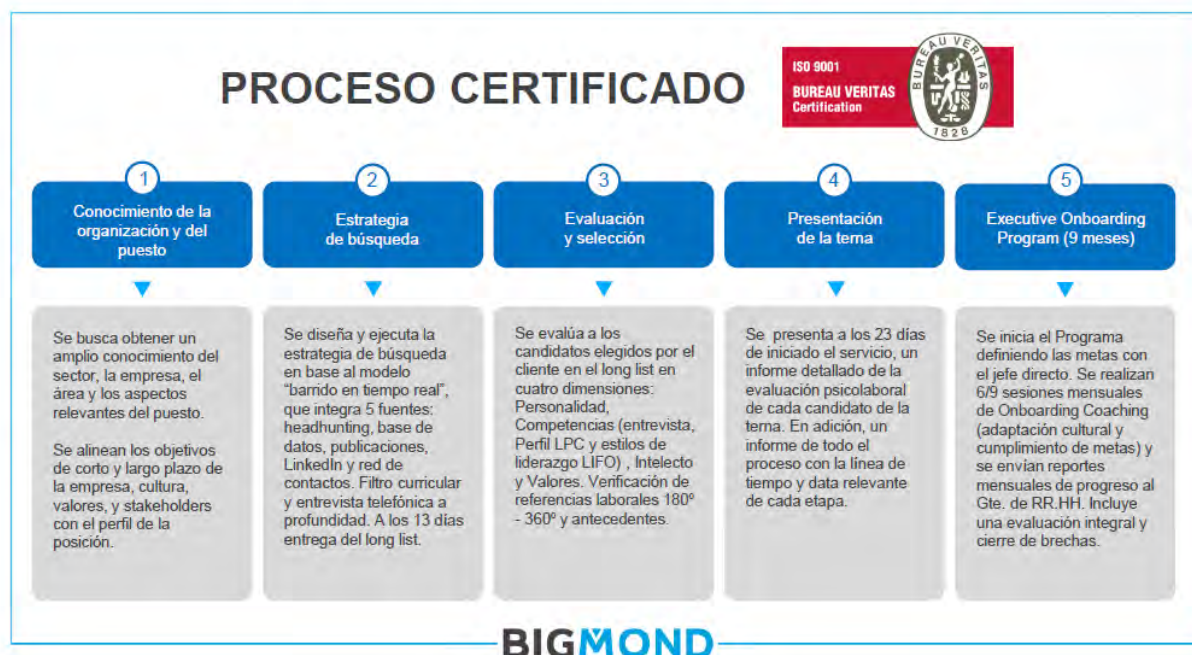 PROCESO CERTIFICADO
ISO 9001
BUREAU VERITAS
Certification
BUREAU VERITAS
1828
1
Conocimiento de la
organización y del
puesto
Se busca obtener un
amplio conocimiento del
sector, la empresa, el
área y los aspectos
relevantes del puesto.
Se alinean los objetivos
de corto y largo plazo de
la empresa, cultura,
valores, y stakeholders
con el perfil de la
posición.
2
Estrategia
de búsqueda
Se diseña y ejecuta la
estrategia de búsqueda
en base al modelo
“barrido en tiempo real”,
que integra 5 fuentes:
headhunting, base de
datos, publicaciones,
LinkedIn y red de
contactos. Filtro curricular
y entrevista telefónica a
profundidad. A los 13 días
entrega del long list.
3
Evaluación
y selección
Se evalúa a los
candidatos elegidos por el
cliente en el long list en
cuatro dimensiones:
Personalidad,
Competencias (entrevista,
Perfil LPC y estilos de
liderazgo LIFO) , Intelecto
y Valores. Verificación de
referencias laborales 180º
- 360º y antecedentes.
4
Presentación
de la terna
Se presenta a los 23 días
de iniciado el servicio, un
informe detallado de la
evaluación psicolaboral
de cada candidato de la
terna. En adición, un
informe de todo el
proceso con la línea de
tiempo y data relevante
de cada etapa.
5
Executive Onboarding
Program (9 meses)
Se inicia el Programa
definiendo las metas con
el jefe directo. Se realizan
6/9 sesiones mensuales
de Onboarding Coaching
(adaptación cultural y
cumplimiento de metas) y
se envían reportes
mensuales de progreso al
Gte. de RR.HH. Incluye
una evaluación integral y
cierre de brechas.
BIGMOND